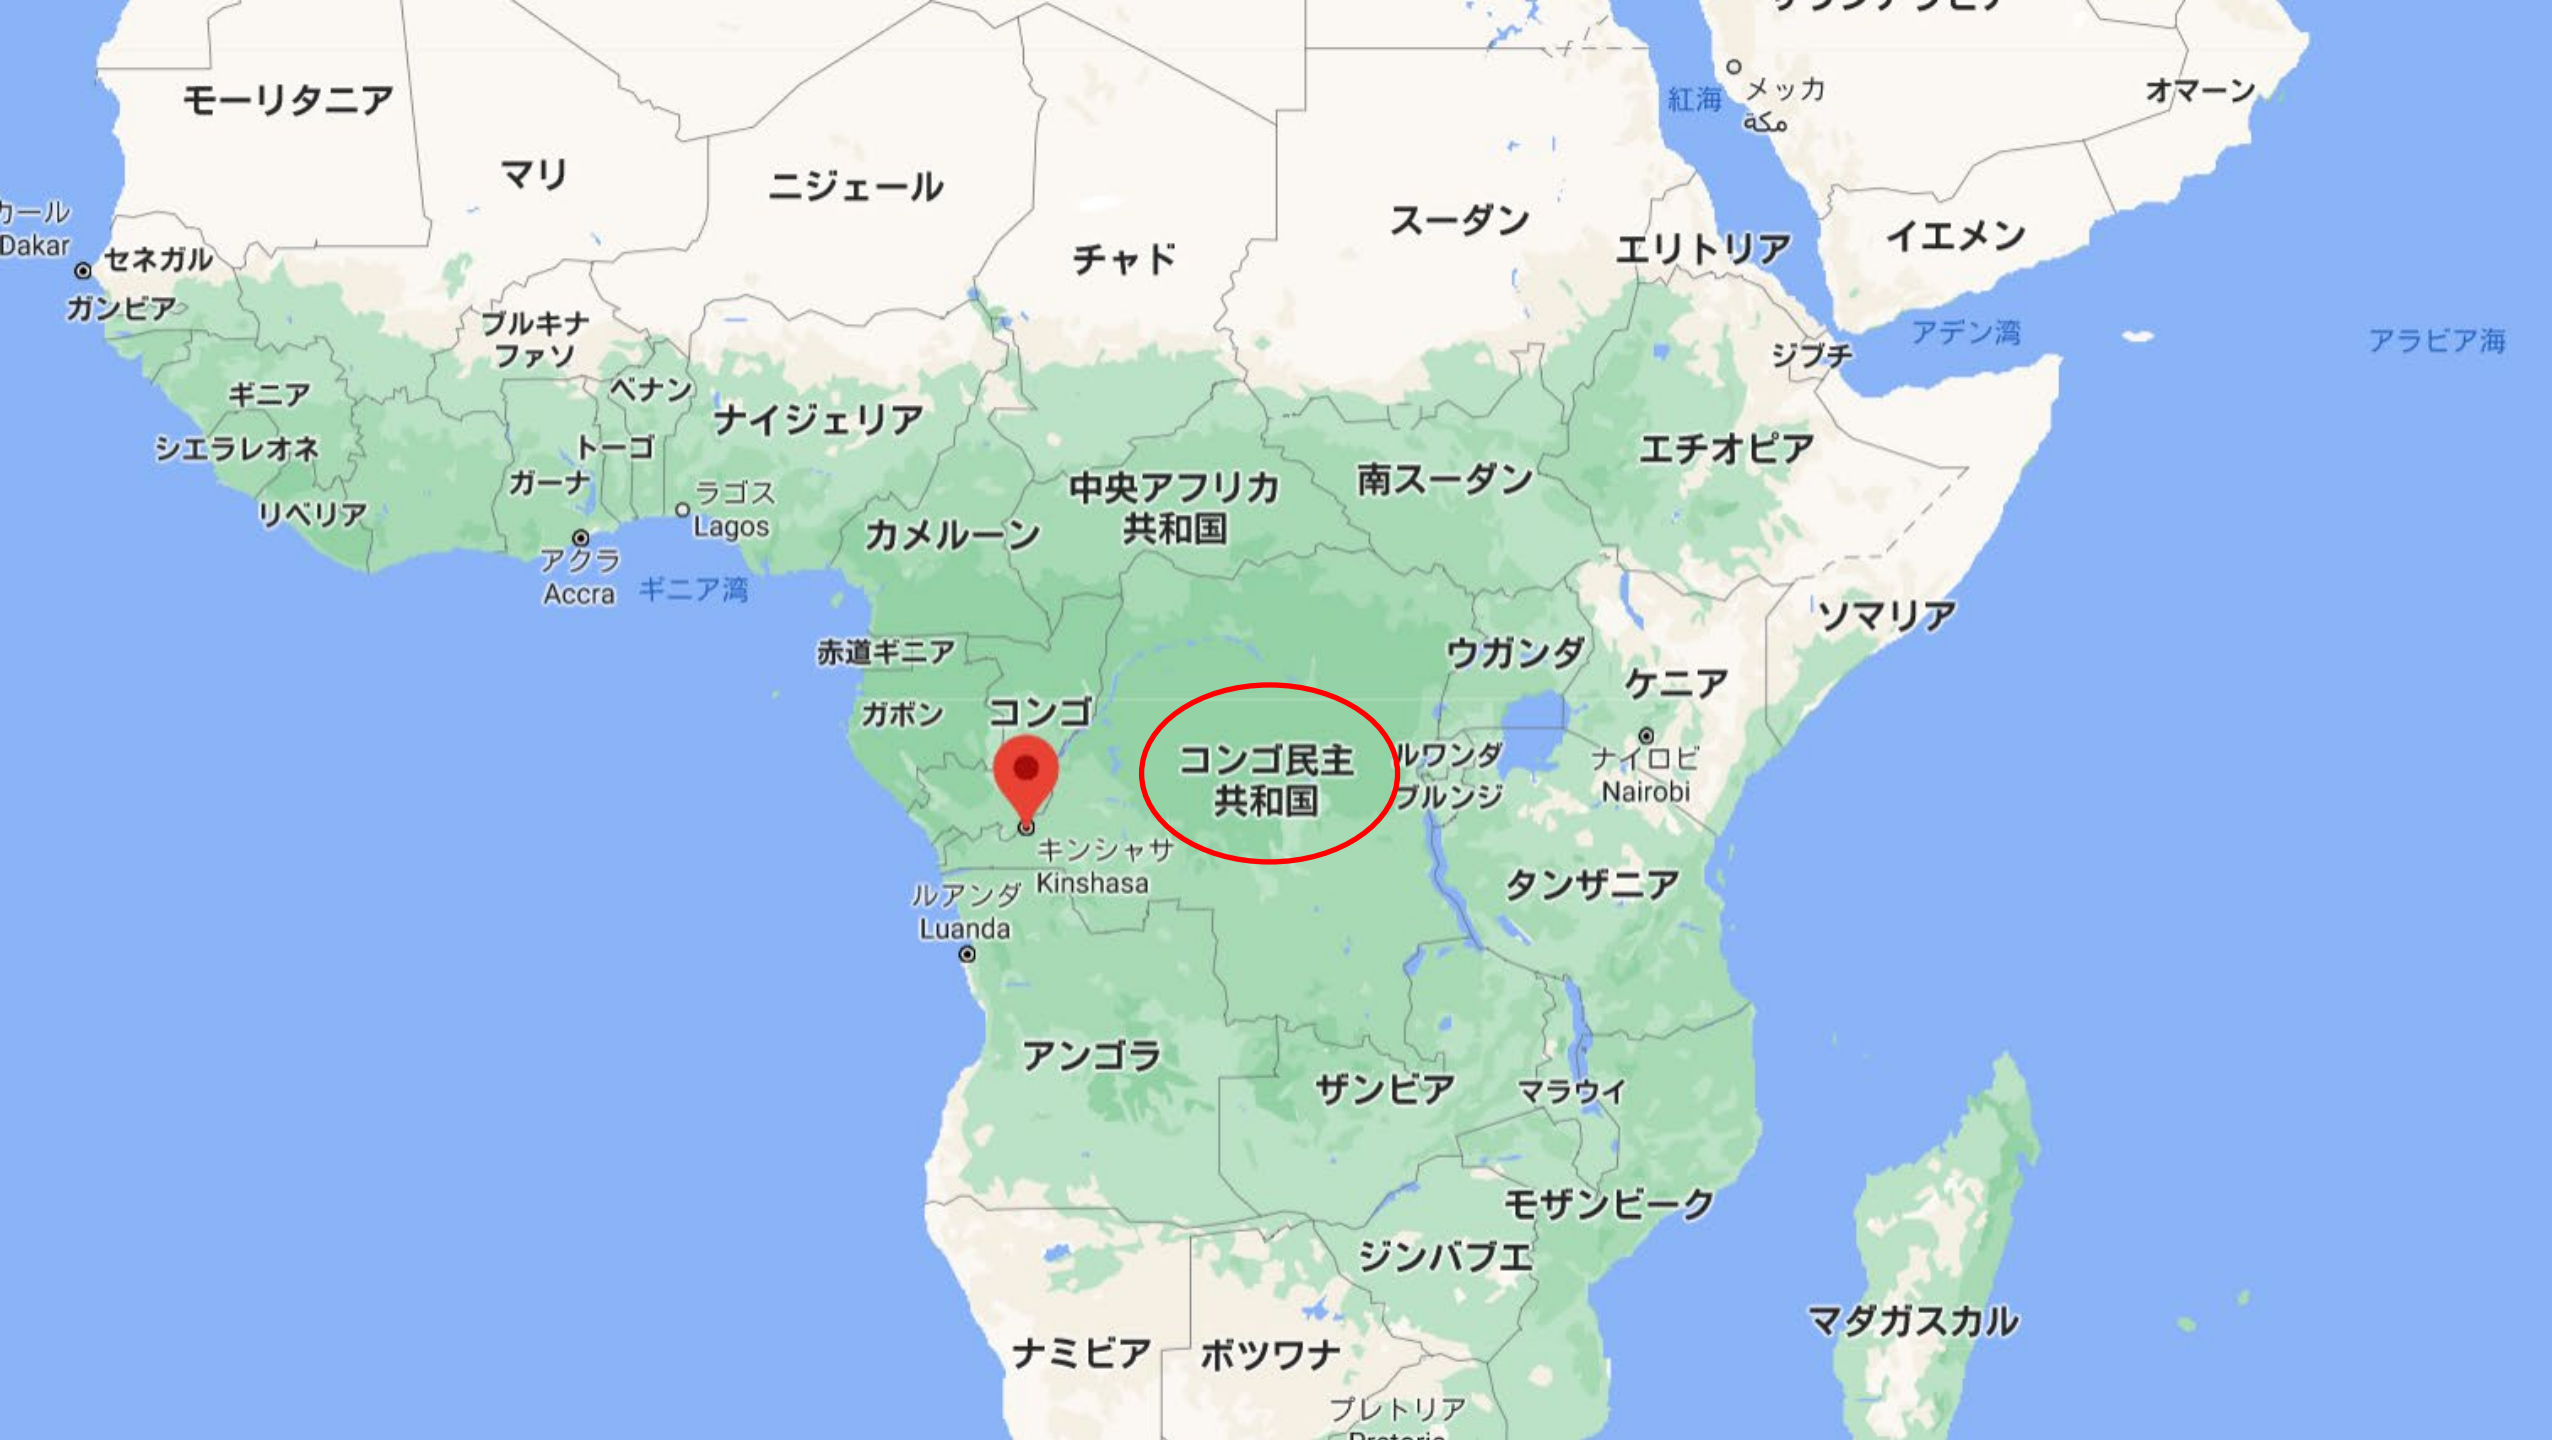 モーリタニア
マリ
ニジェール
チャド
スーダン
エリトリア
紅海
メッカ
مكة
オマーン
イエメン
アデン湾
アラビア海
ジブチ
カール
Dakar
セネガル
ガンビア
ブルキナ
ファソ
ギニア
シエラレオネ
リベリア
ベナン
トーゴ
ガーナ
アクラ
Accra
ラゴス
Lagos
ギニア湾
ナイジェリア
カメルーン
中央アフリカ
共和国
南スーダン
エチオピア
ソマリア
赤道ギニア
ガボン
コンゴ
コンゴ民主
共和国
ウガンダ
ケニア
ルワンダ
ブルンジ
ナイロビ
Nairobi
キンシャサ
Kinshasa
ルアンダ
Luanda
タンザニア
アンゴラ
ザンビア
マラウイ
モザンビーク
ジンバブエ
ナミビア
ボツワナ
マダガスカル
プレトリア
Pretoria